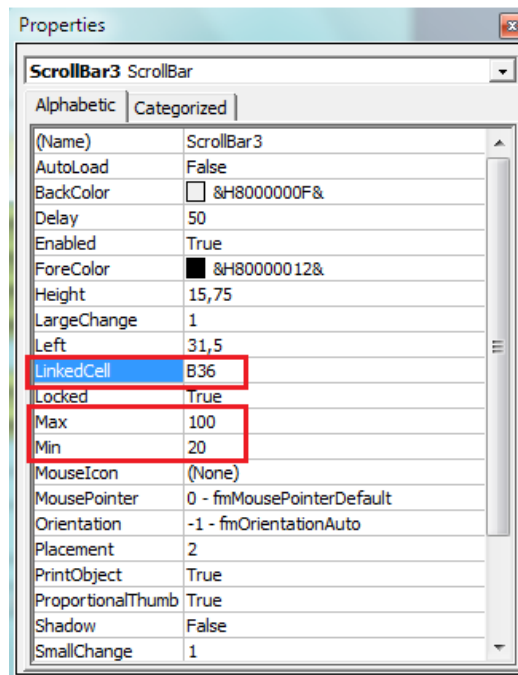 Properties
ScrollBar3 ScrollBar
Alphabetic Categorized
(Name) ScrollBar3
AutoLoad False
BackColor &H8000000F&
Delay 50
Enabled True
ForeColor &H80000012&
Height 15,75
LargeChange 1
Left 31,5
LinkedCell B36
Locked True
Max 100
Min 20
MouseIcon (None)
MousePointer 0 - fmMousePointerDefault
Orientation -1 - fmOrientationAuto
Placement 2
PrintObject True
ProportionalThumb True
Shadow False
SmallChange 1